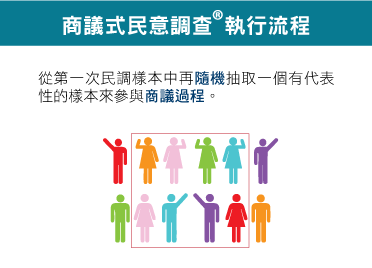 商議式民意調查®執行流程
從第一次民調樣本中再隨機抽取一個有代表
性的樣本來參與商議過程。